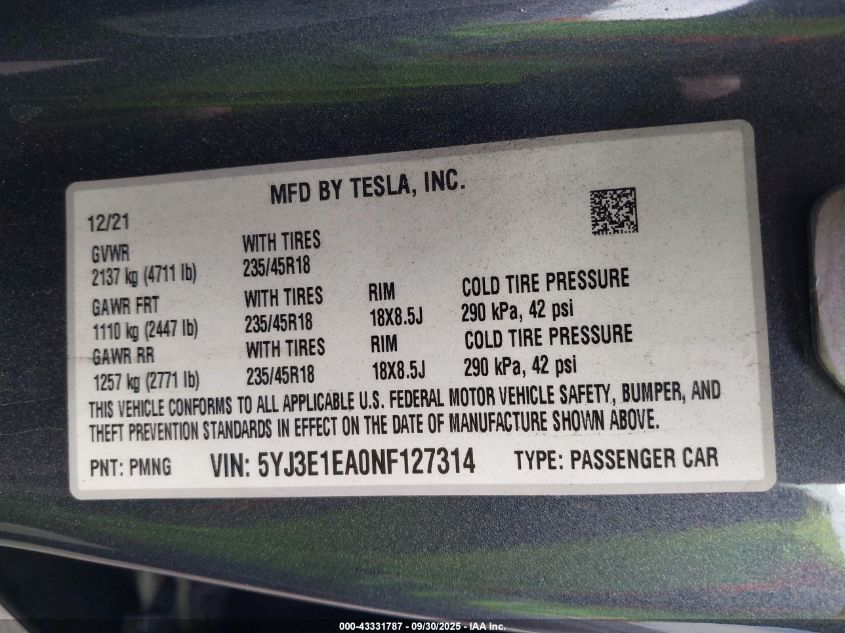 MFD BY TESLA, INC.
12/21
GVWR WITH TIRES
2137 kg (4711 lb) 235/45R18
GAWR FRT WITH TIRES RIM COLD TIRE PRESSURE
1110 kg (2447 lb) 235/45R18 18X8.5J 290 kPa, 42 psi
GAWR RR WITH TIRES RIM COLD TIRE PRESSURE
1257 kg (2771 lb) 235/45R18 18X8.5J 290 kPa, 42 psi
THIS VEHICLE CONFORMS TO ALL APPLICABLE U.S. FEDERAL MOTOR VEHICLE SAFETY, BUMPER, AND
THEFT PREVENTION STANDARDS IN EFFECT ON THE DATE OF MANUFACTURE SHOWN ABOVE.
PNT: PMNG VIN: 5YJ3E1EA0NF127314 TYPE: PASSENGER CAR
000-43331787 - 09/30/2025 - IAA Inc.